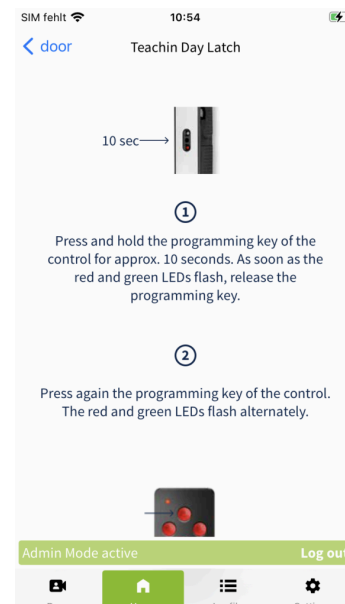 SIM fehlt 10:54
door Teachin Day Latch
10 sec
1
Press and hold the programming key of the
control for approx. 10 seconds. As soon as the
red and green LEDs flash, release the
programming key.
2
Press again the programming key of the control.
The red and green LEDs flash alternately.
Admin Mode active Log out